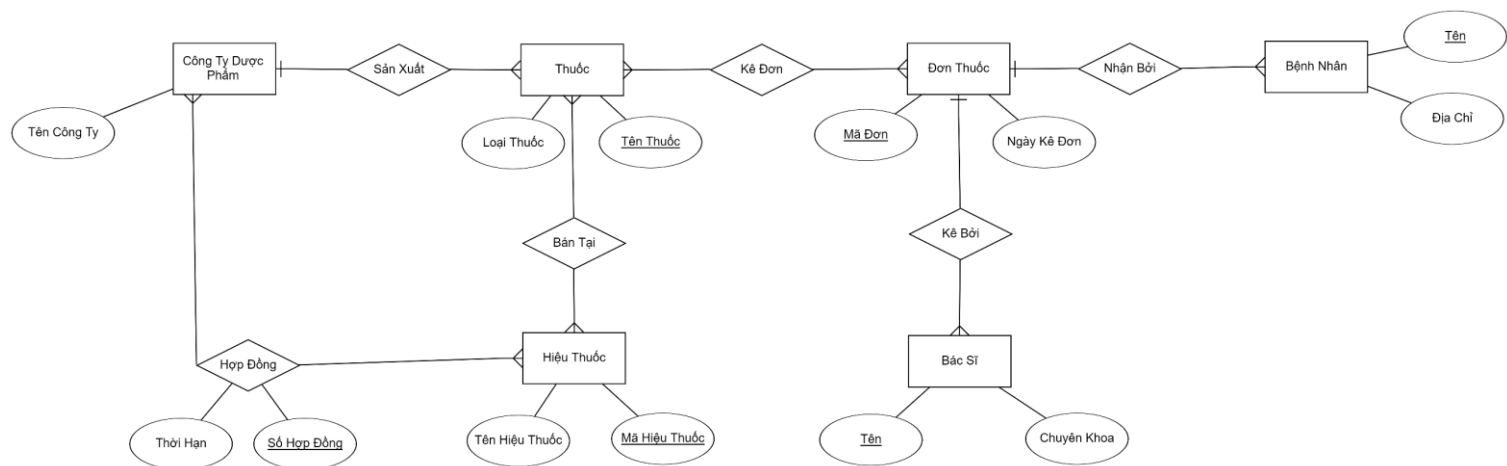 Tên
Công Ty Dược
Phẩm
Sản Xuất
Thuốc
Kê Đơn
Đơn Thuốc
Nhận Bởi
Bệnh Nhân
Tên Công Ty
Loại Thuốc
Tên Thuốc
Mã Đơn
Ngày Kê Đơn
Địa Chỉ
Bán Tại
Kê Bởi
Hợp Đồng
Hiệu Thuốc
Bác Sĩ
Thời Hạn
Số Hợp Đồng
Tên Hiệu Thuốc
Mã Hiệu Thuốc
Tên
Chuyên Khoa